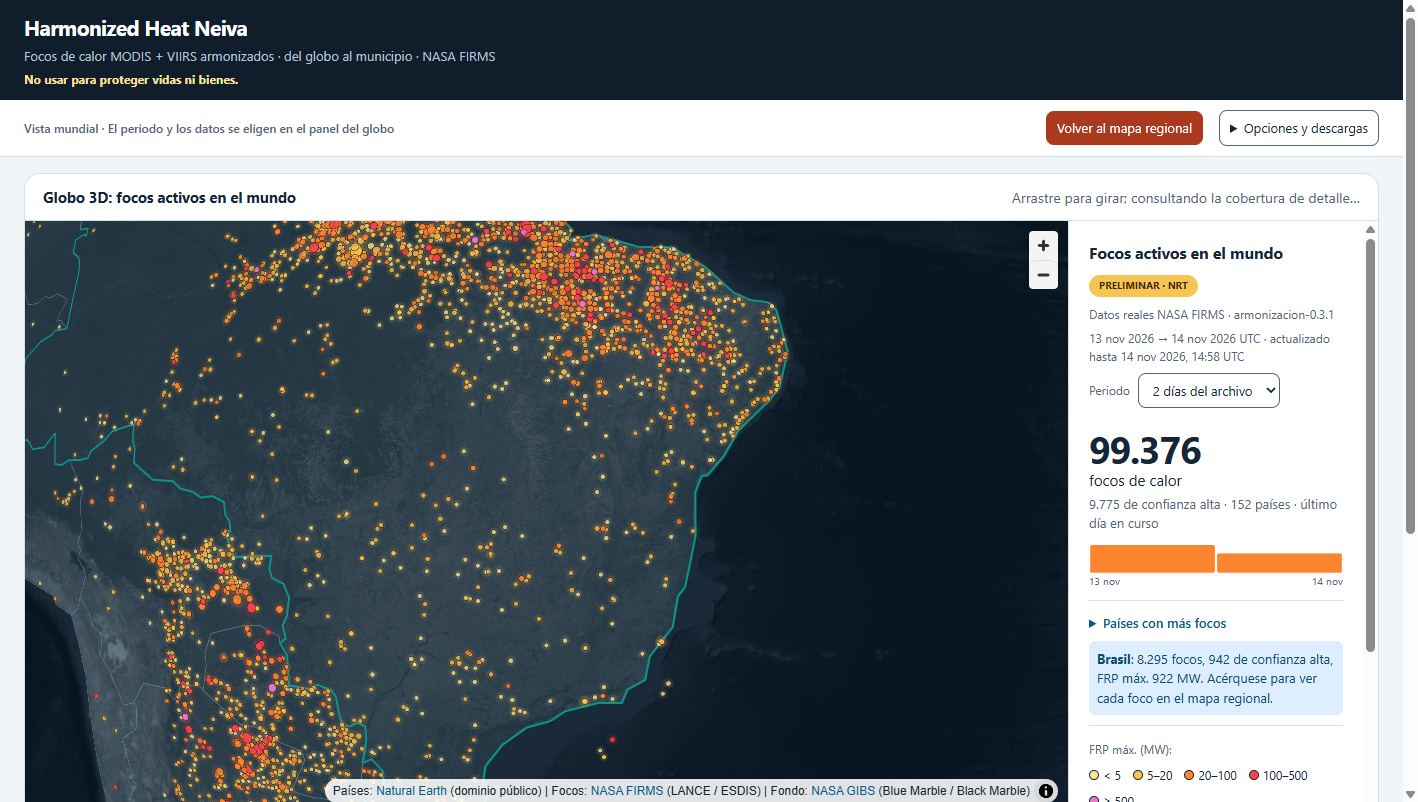 Harmonized Heat Neiva
Focos de calor MODIS + VIIRS armonizados · del globo al municipio · NASA FIRMS
No usar para proteger vidas ni bienes.
Vista mundial · El periodo y los datos se eligen en el panel del globo
Volver al mapa regional
▶ Opciones y descargas
Globo 3D: focos activos en el mundo
Arrastre para girar; consultando la cobertura de detalle...
+
−
Focos activos en el mundo
PRELIMINAR · NRT
Datos reales NASA FIRMS · armonizacion-0.3.1
13 nov 2026 → 14 nov 2026 UTC · actualizado
hasta 14 nov 2026, 14:58 UTC
Periodo 2 días del archivo
99.376
focos de calor
9.775 de confianza alta · 152 países · último
día en curso
13 nov 14 nov
▶ Países con más focos
Brasil: 8.295 focos, 942 de confianza alta,
FRP máx. 922 MW. Acérquese para ver
cada foco en el mapa regional.
FRP máx. (MW):
< 5 5–20 20–100 100–500
> 500
Países: Natural Earth (dominio público) | Focos: NASA FIRMS (LANCE / ESDIS) | Fondo: NASA GIBS (Blue Marble / Black Marble)